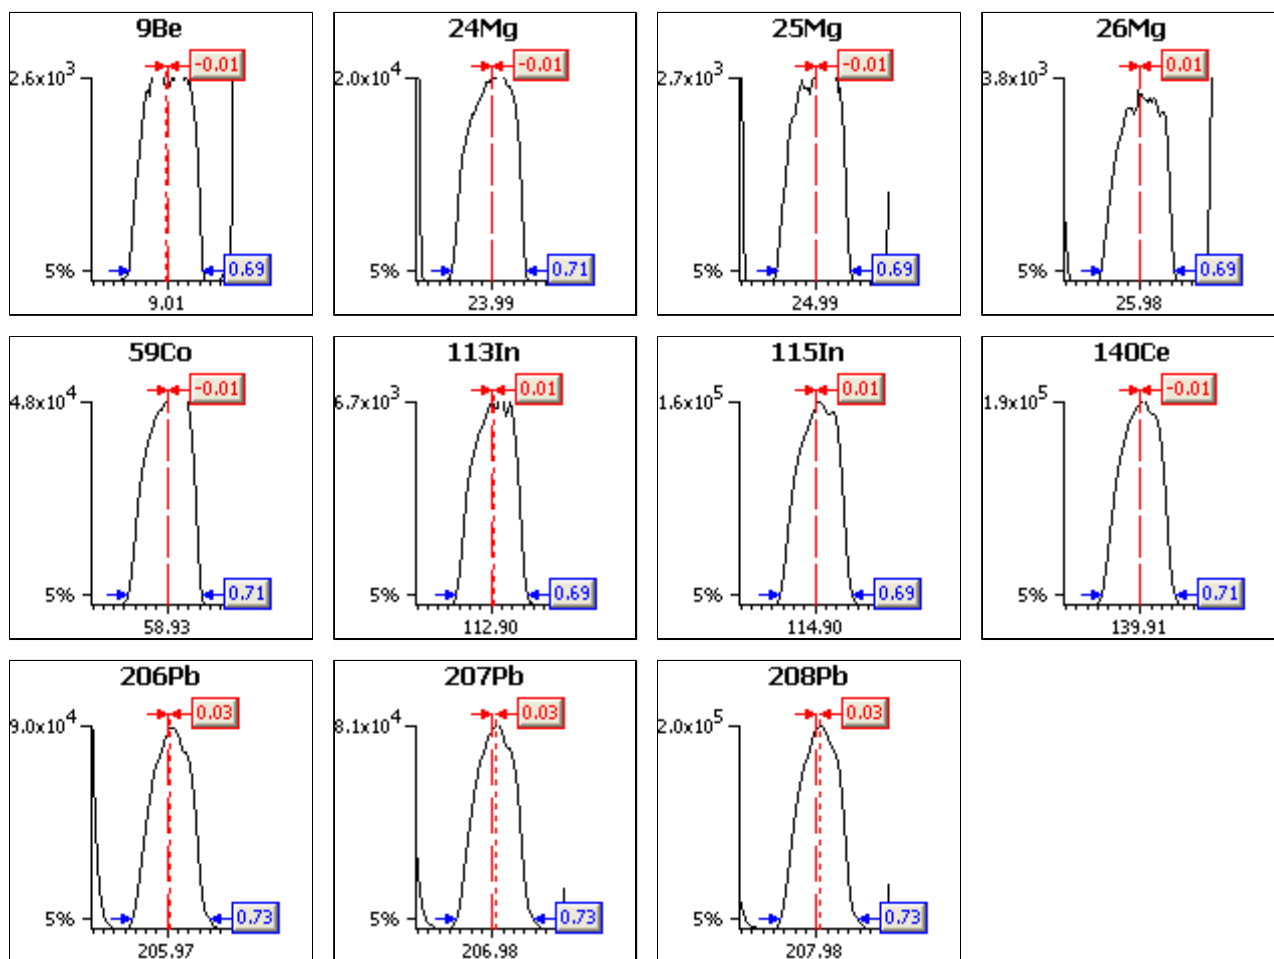 9Be
-0.01
2.6x10³
5%
0.69
9.01
24Mg
-0.01
2.0x10⁴
5%
0.71
23.99
25Mg
-0.01
2.7x10³
5%
0.69
24.99
26Mg
0.01
3.8x10³
5%
0.69
25.98
59Co
-0.01
4.8x10⁴
5%
0.71
58.93
113In
0.01
6.7x10³
5%
0.69
112.90
115In
0.01
1.6x10⁵
5%
0.69
114.90
140Ce
-0.01
1.9x10⁵
5%
0.71
139.91
206Pb
0.03
9.0x10⁴
5%
0.73
205.97
207Pb
0.03
8.1x10⁴
5%
0.73
206.98
208Pb
0.03
2.0x10⁵
5%
0.73
207.98